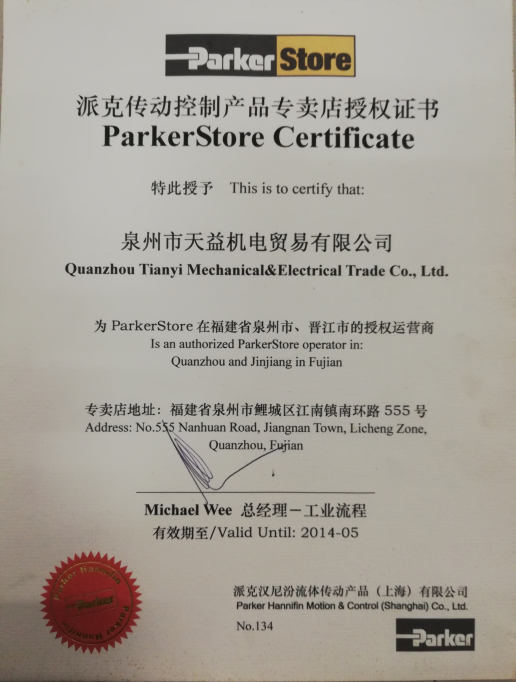 Parker Store
派克传动控制产品专卖店授权证书
ParkerStore Certificate
特此授予 This is to certify that:
泉州市天益机电贸易有限公司
Quanzhou Tianyi Mechanical&Electrical Trade Co., Ltd.
为 ParkerStore 在福建省泉州市、晋江市的授权运营商
Is an authorized ParkerStore operator in:
Quanzhou and Jinjiang in Fujian
专卖店地址：福建省泉州市鲤城区江南镇南环路 555 号
Address: No.555 Nanhuan Road, Jiangnan Town, Licheng Zone,
Quanzhou, Fujian
Michael Wee 总经理－工业流程
有效期至/Valid Until: 2014-05
Parker Hannifin
Parker Hannifin
派克汉尼汾流体传动产品（上海）有限公司
Parker Hannifin Motion & Control (Shanghai) Co., Ltd.
No.134
Parker